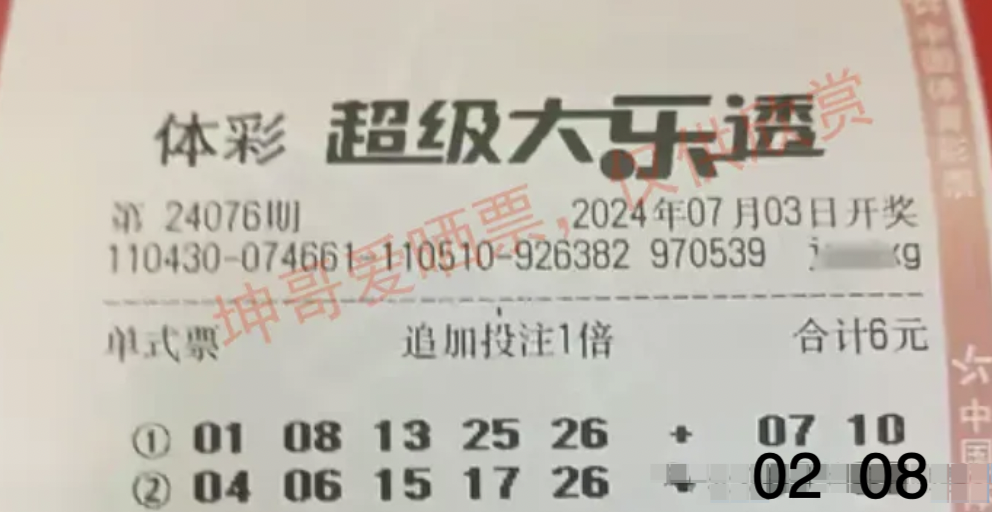 体彩 超级大乐透
第 24076期 2024年07月03日开奖
110430-074661-110510-926382 970539 kg
单式票 追加投注1倍 合计6元
① 01 08 13 25 26 + 07 10
② 04 06 15 17 26 + 02 08
坤哥爱晒票，仅供欣赏
中国体育彩票
中国